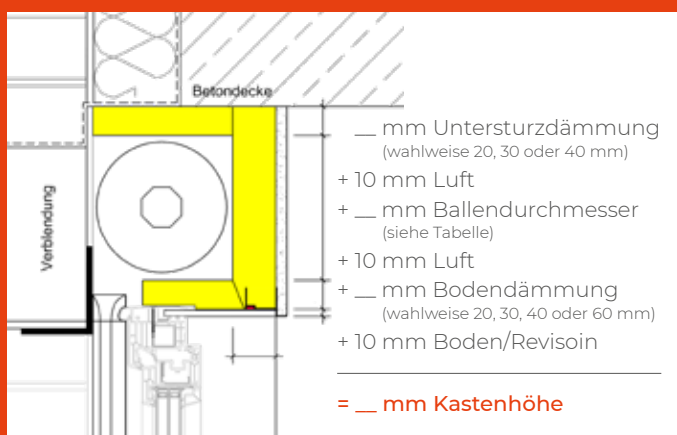 Betondecke
Verblendung
__ mm Untersturzdämmung
(wahlweise 20, 30 oder 40 mm)
+ 10 mm Luft
+ __ mm Ballendurchmesser
(siehe Tabelle)
+ 10 mm Luft
+ __ mm Bodendämmung
(wahlweise 20, 30, 40 oder 60 mm)
+ 10 mm Boden/Revisoin
= __ mm Kastenhöhe